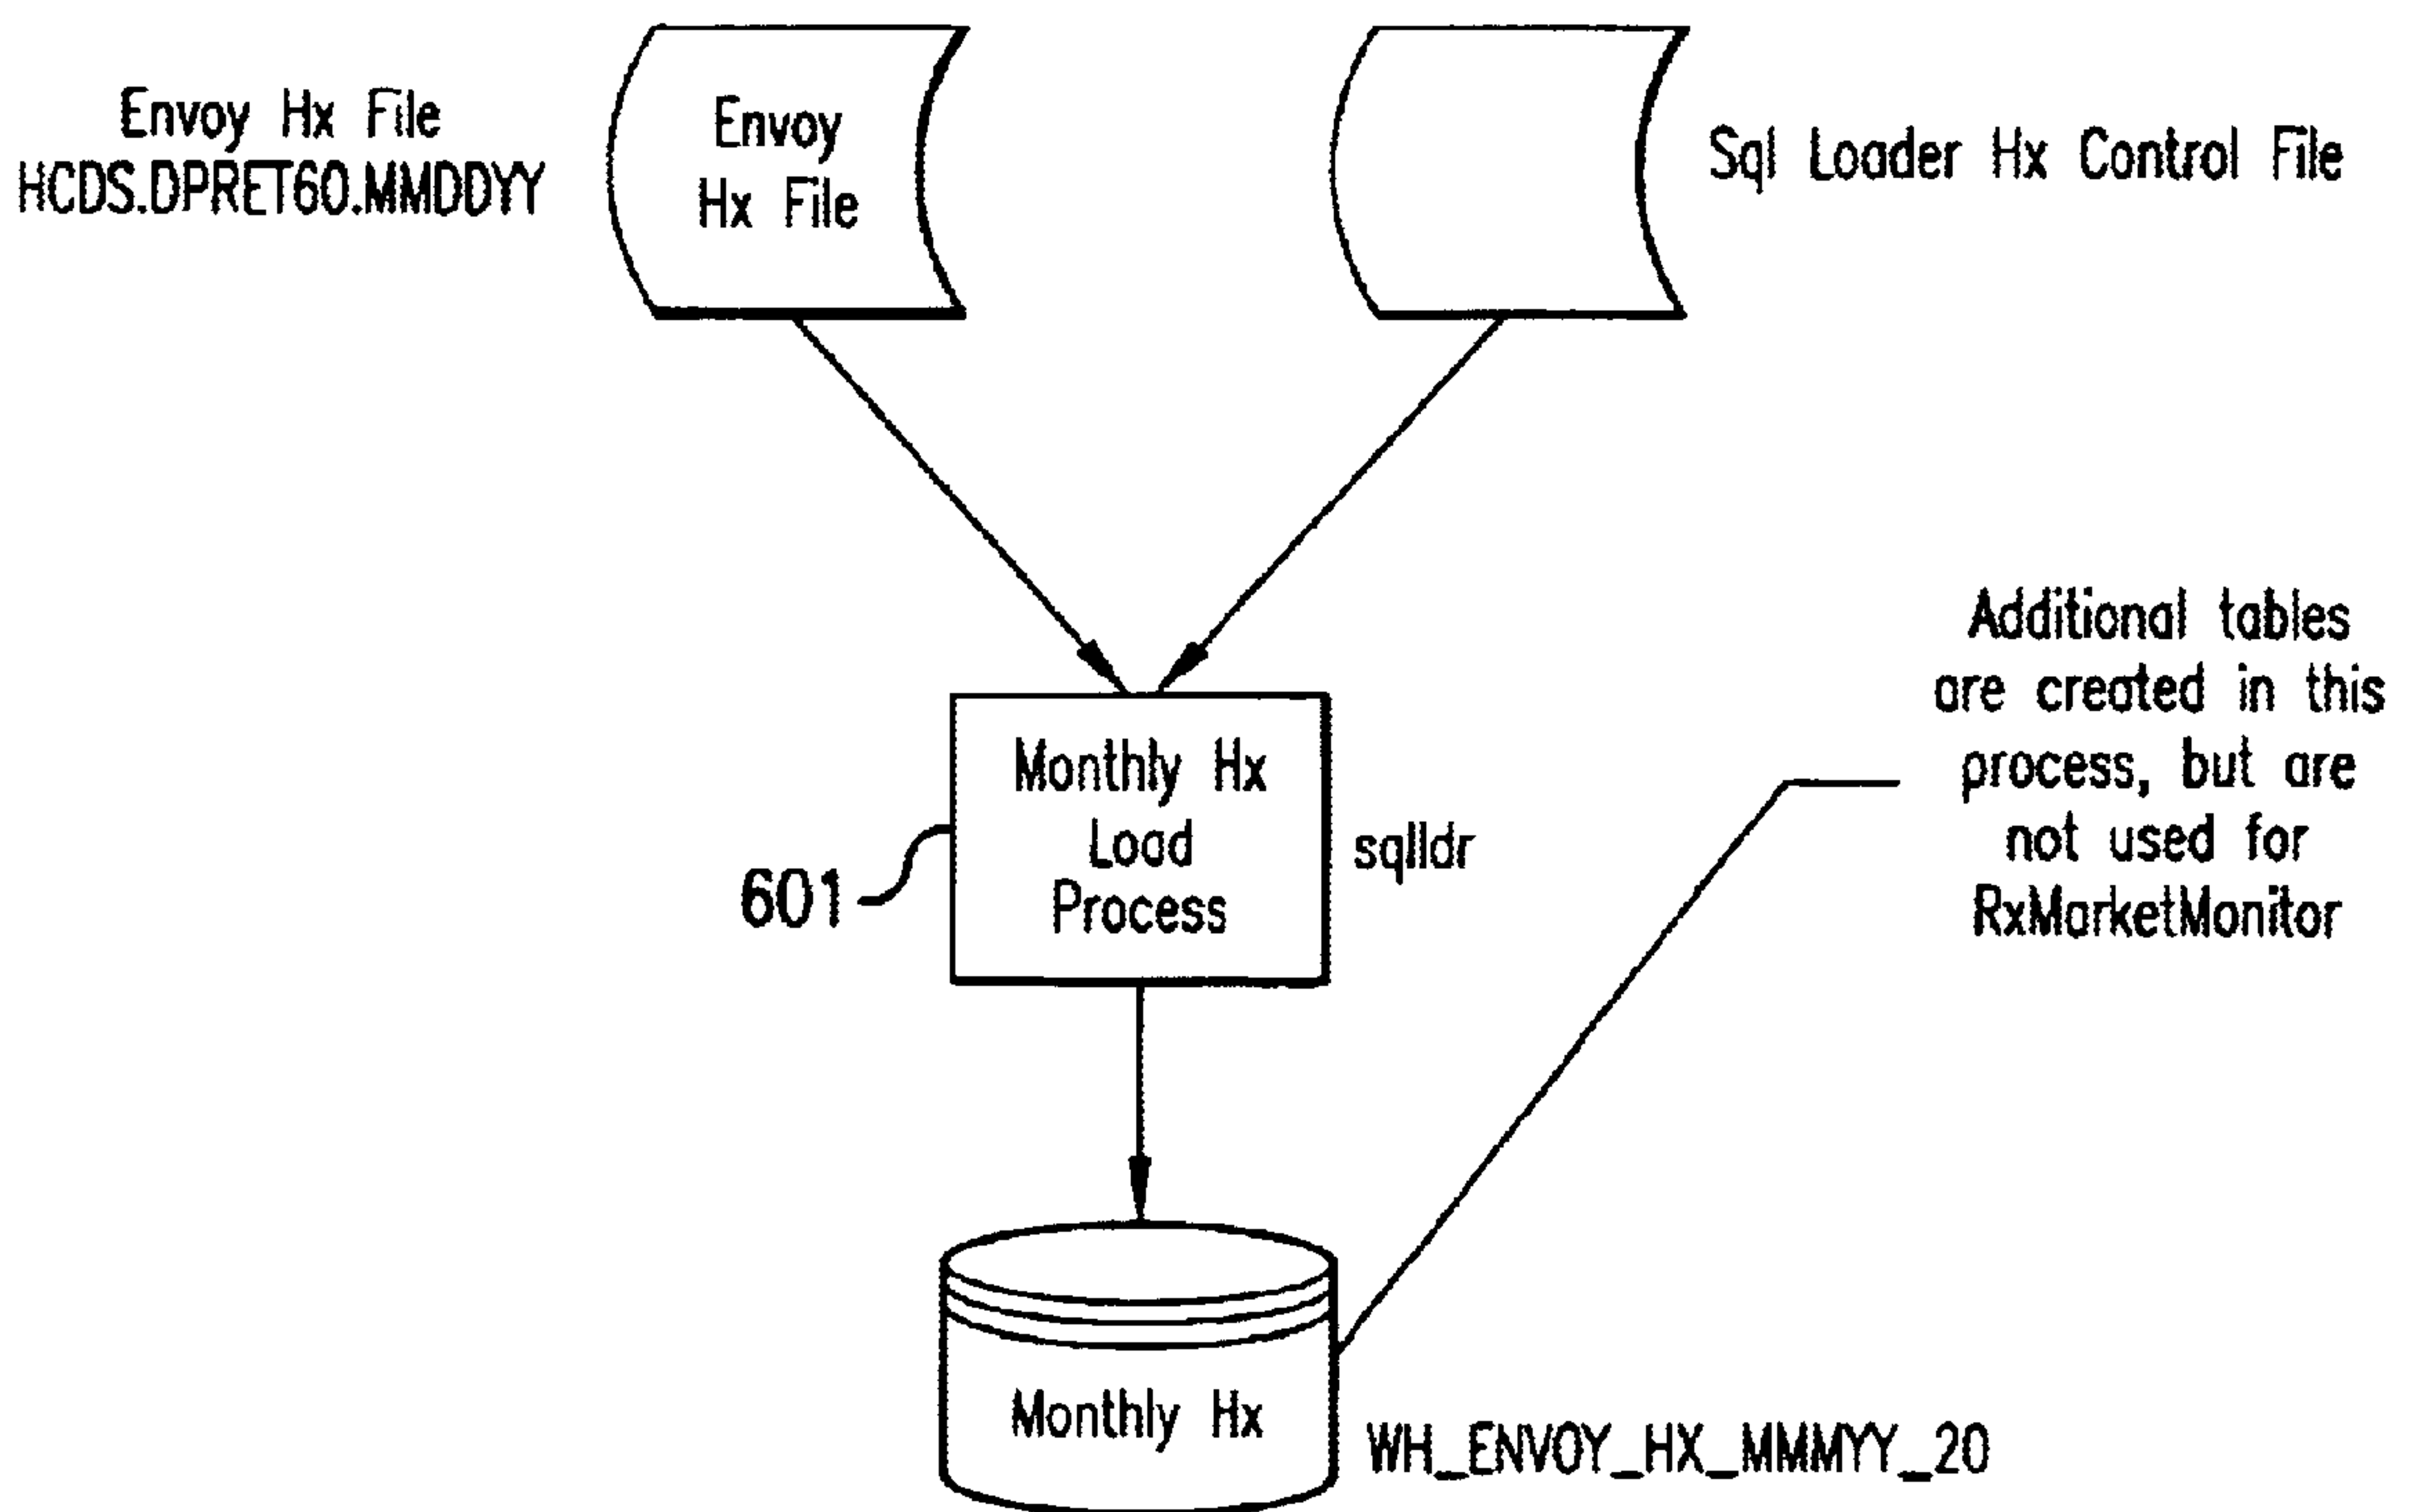 Envoy Hx File
HCDS.DPRET60.MMDDYY
Envoy
Hx File
Sql Loader Hx Control File
Monthly Hx
Load
Process
601
sqlldr
Additional tables
are created in this
process, but are
not used for
RxMarketMonitor
Monthly Hx
WH_ENVOY_HX_MMMYY_20